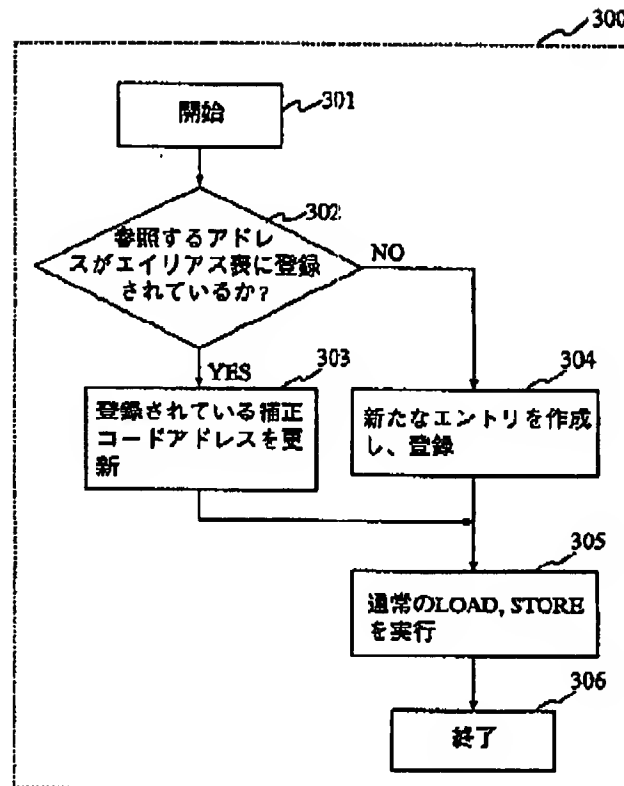 300
開始
301
302
参照するアドレ
スがエイリアス喪に登録
されているか?
NO
YES
303
登録されている補正
コードアドレスを更
新
304
新たなエントリを作成
し、登録
305
通常のLOAD, STORE
を実行
306
終了